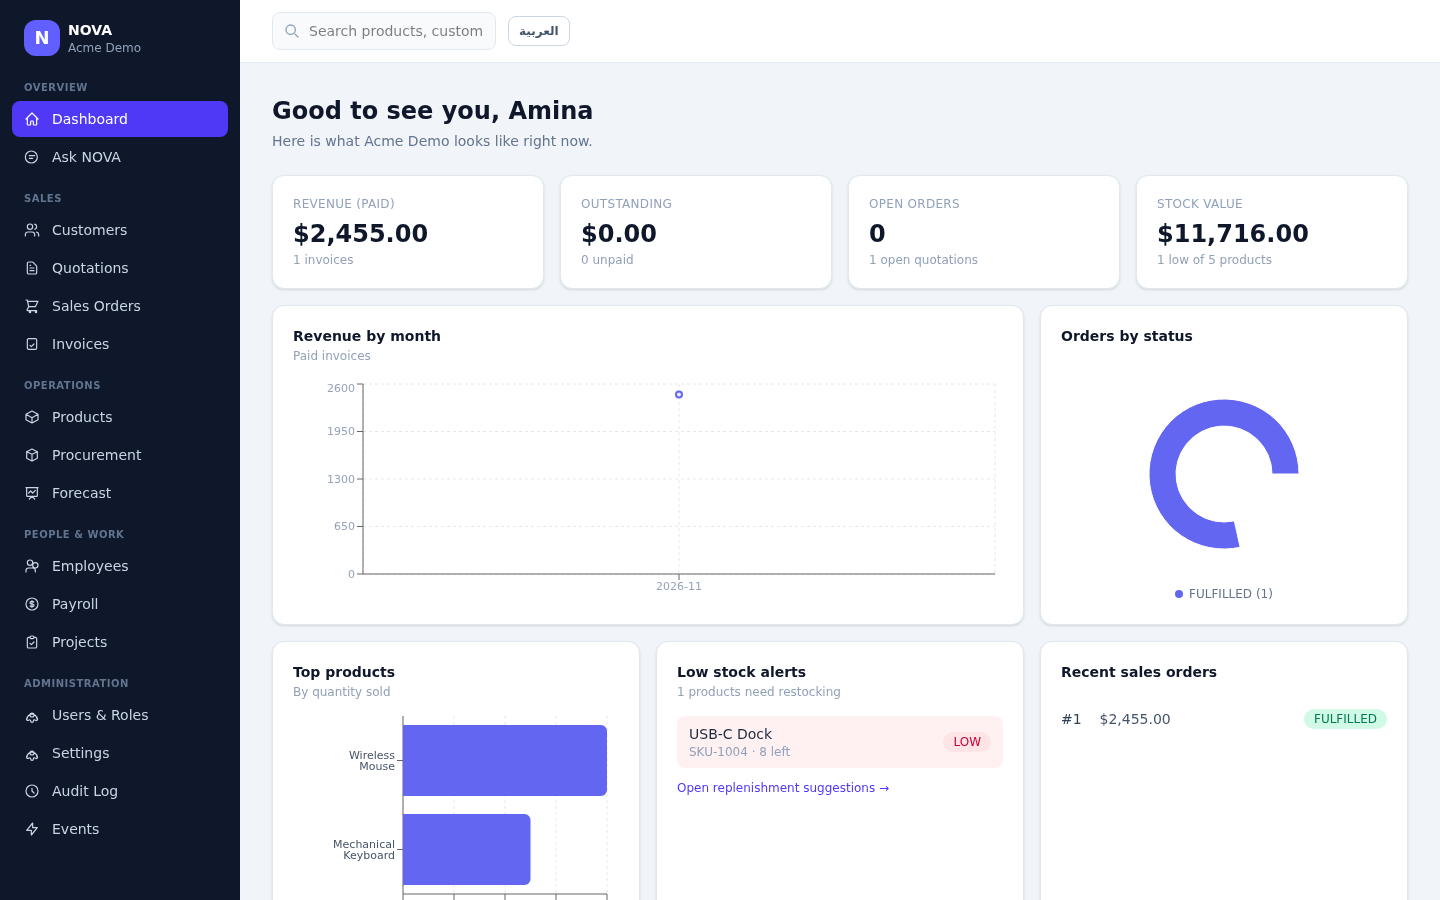 N
NOVA
Acme Demo
OVERVIEW
Dashboard
Ask NOVA
SALES
Customers
Quotations
Sales Orders
Invoices
OPERATIONS
Products
Procurement
Forecast
PEOPLE & WORK
Employees
Payroll
Projects
ADMINISTRATION
Users & Roles
Settings
Audit Log
Events
Search products, custom
العربية
Good to see you, Amina
Here is what Acme Demo looks like right now.
REVENUE (PAID)
$2,455.00
1 invoices
OUTSTANDING
$0.00
0 unpaid
OPEN ORDERS
0
1 open quotations
STOCK VALUE
$11,716.00
1 low of 5 products
Revenue by month
Paid invoices
2600
1950
1300
650
0
2026-11
Orders by status
FULFILLED (1)
Top products
By quantity sold
Wireless
Mouse
Mechanical
Keyboard
Low stock alerts
1 products need restocking
USB-C Dock
SKU-1004 · 8 left
LOW
Open replenishment suggestions →
Recent sales orders
#1 $2,455.00 FULFILLED